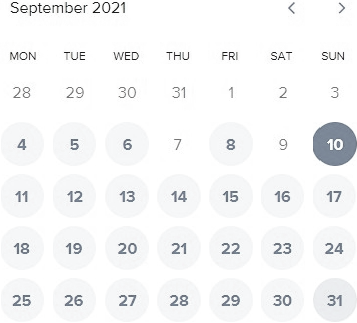 September 2021
MON TUE WED THU FRI SAT SUN
28 29 30 31 1 2 3
4 5 6 7 8 9 10
11 12 13 14 15 16 17
18 19 20 21 22 23 24
25 26 27 28 29 30 31